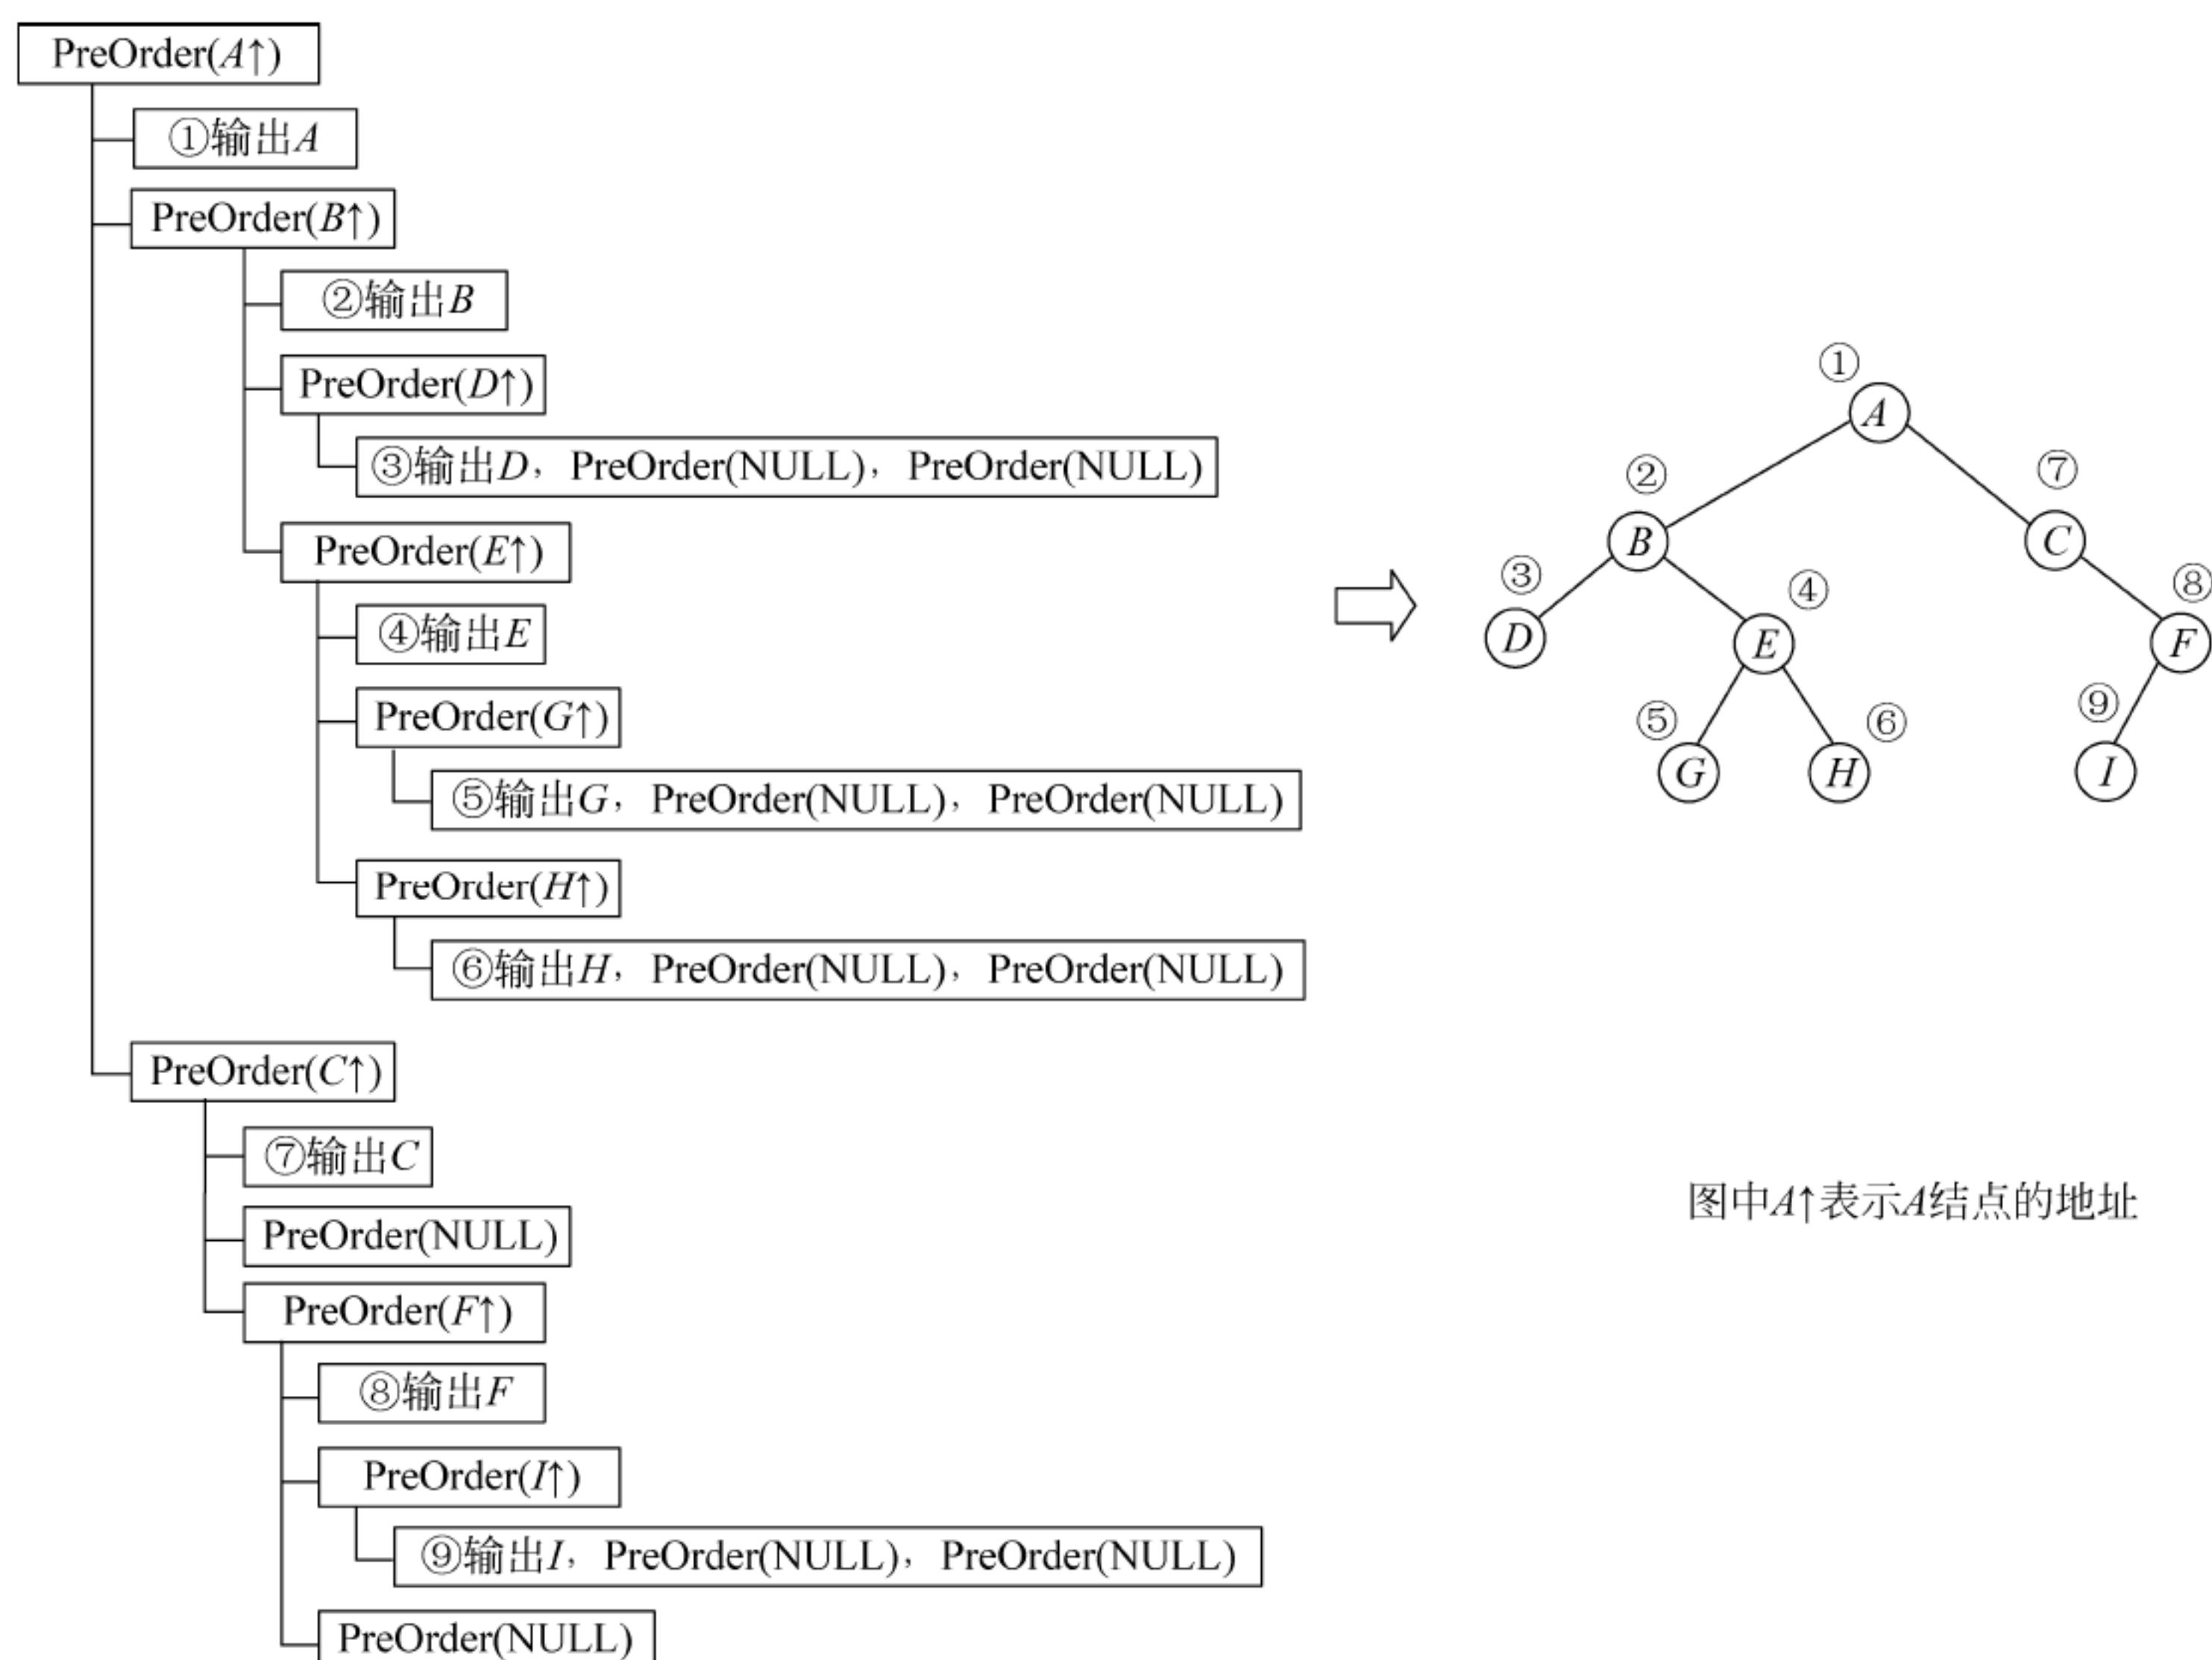 PreOrder(A↑)
①输出A
PreOrder(B↑)
②输出B
PreOrder(D↑)
③输出D，PreOrder(NULL)，PreOrder(NULL)
PreOrder(E↑)
④输出E
PreOrder(G↑)
⑤输出G，PreOrder(NULL)，PreOrder(NULL)
PreOrder(H↑)
⑥输出H，PreOrder(NULL)，PreOrder(NULL)
PreOrder(C↑)
⑦输出C
PreOrder(NULL)
PreOrder(F↑)
⑧输出F
PreOrder(I↑)
⑨输出I，PreOrder(NULL)，PreOrder(NULL)
PreOrder(NULL)
①
A
② ⑦
B C
③ ④ ⑧
D E F
⑤ ⑥ ⑨
G H I
图中A↑表示A结点的地址